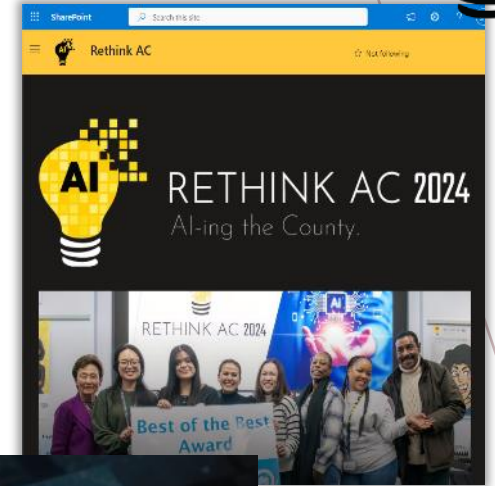 SharePoint
Search this site
?
Rethink AC
Not following
AI
RETHINK AC 2024
AI-ing the County.
RETHINK AC 2024
AI
Best of the Best
Award